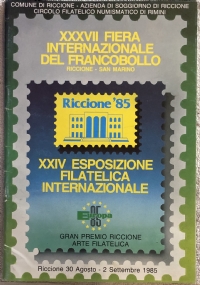 COMUNE DI RICCIONE - AZIENDA DI SOGGIORNO DI RICCIONE
CIRCOLO FILATELICO NUMISMATICO DI RIMINI
XXXVII FIERA
INTERNAZIONALE
DEL FRANCOBOLLO
RICCIONE - SAN MARINO
Riccione '85
XXIV ESPOSIZIONE
FILATELICA
INTERNAZIONALE
Europa
GRAN PREMIO RICCIONE
ARTE FILATELICA
Riccione 30 Agosto - 2 Settembre 1985